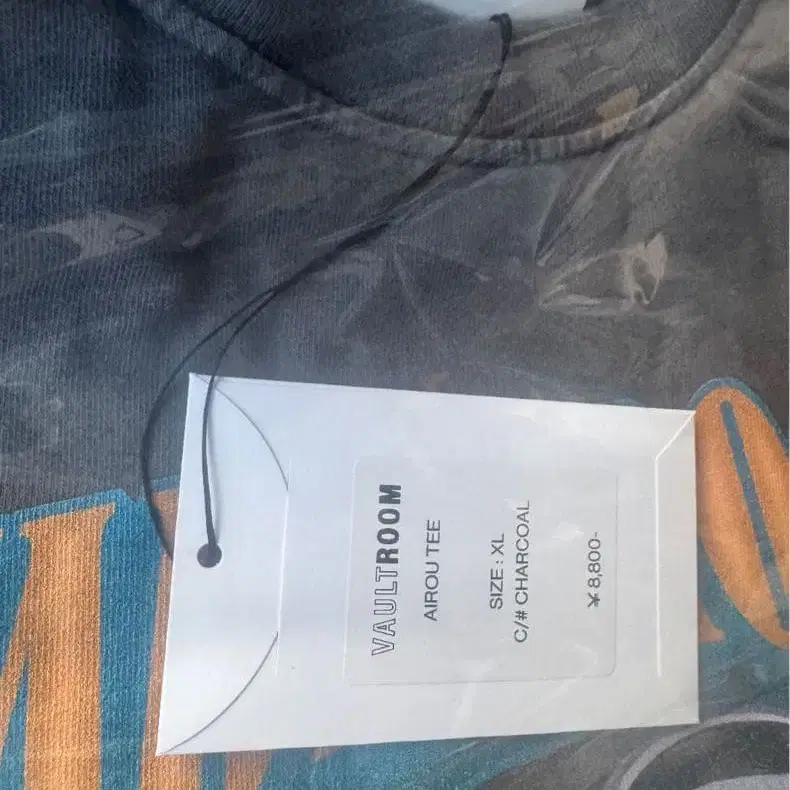 VAULTROOM
AIROU TEE
SIZE : XL
C/# CHARCOAL
¥ 8,800-